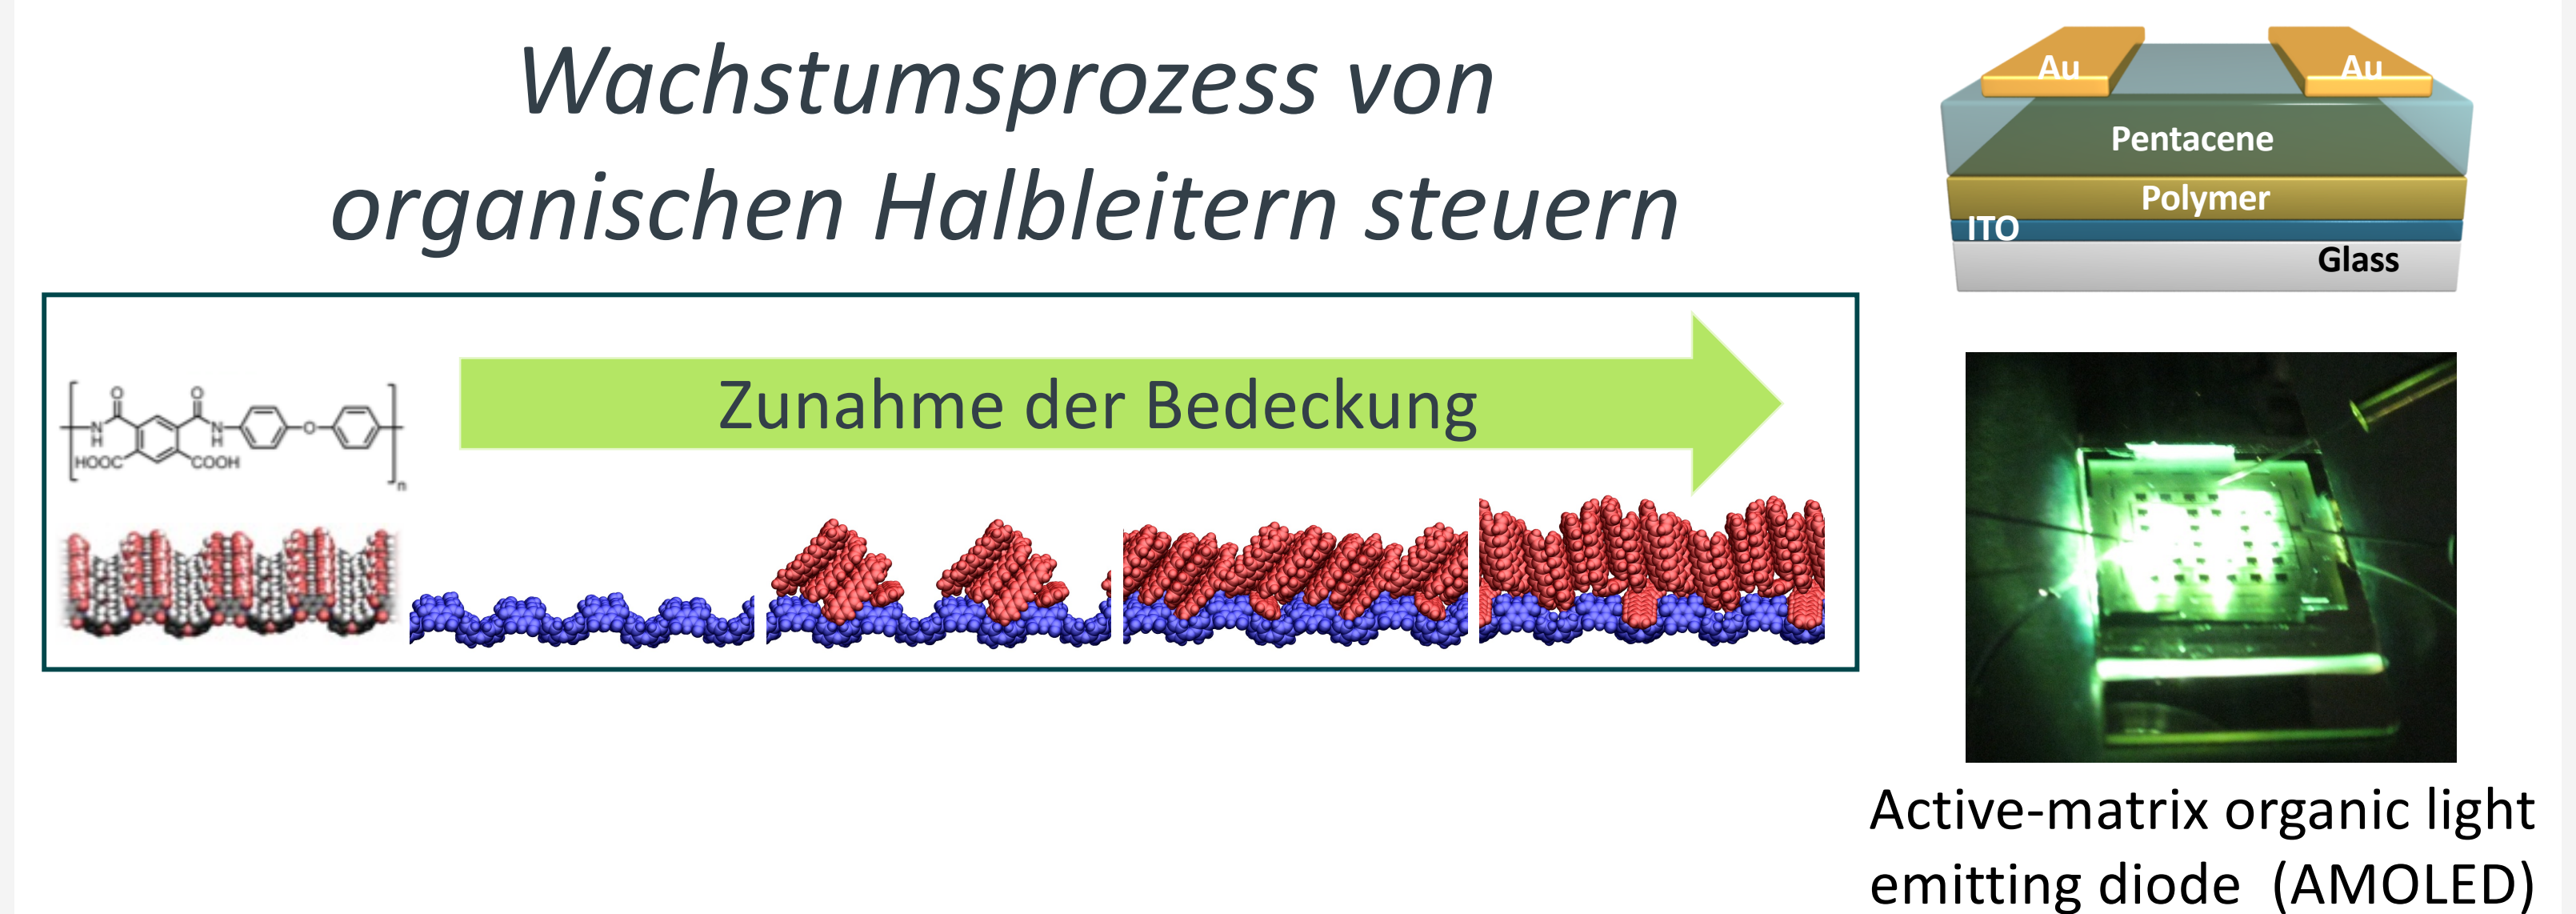 Wachstumsprozess von
organischen Halbleitern steuern
Au
Au
Pentacene
Polymer
ITO
Glass
Zunahme der Bedeckung
O
O
N
H
N
H
O
HOOC
COOH
n
Active-matrix organic light
emitting diode (AMOLED)